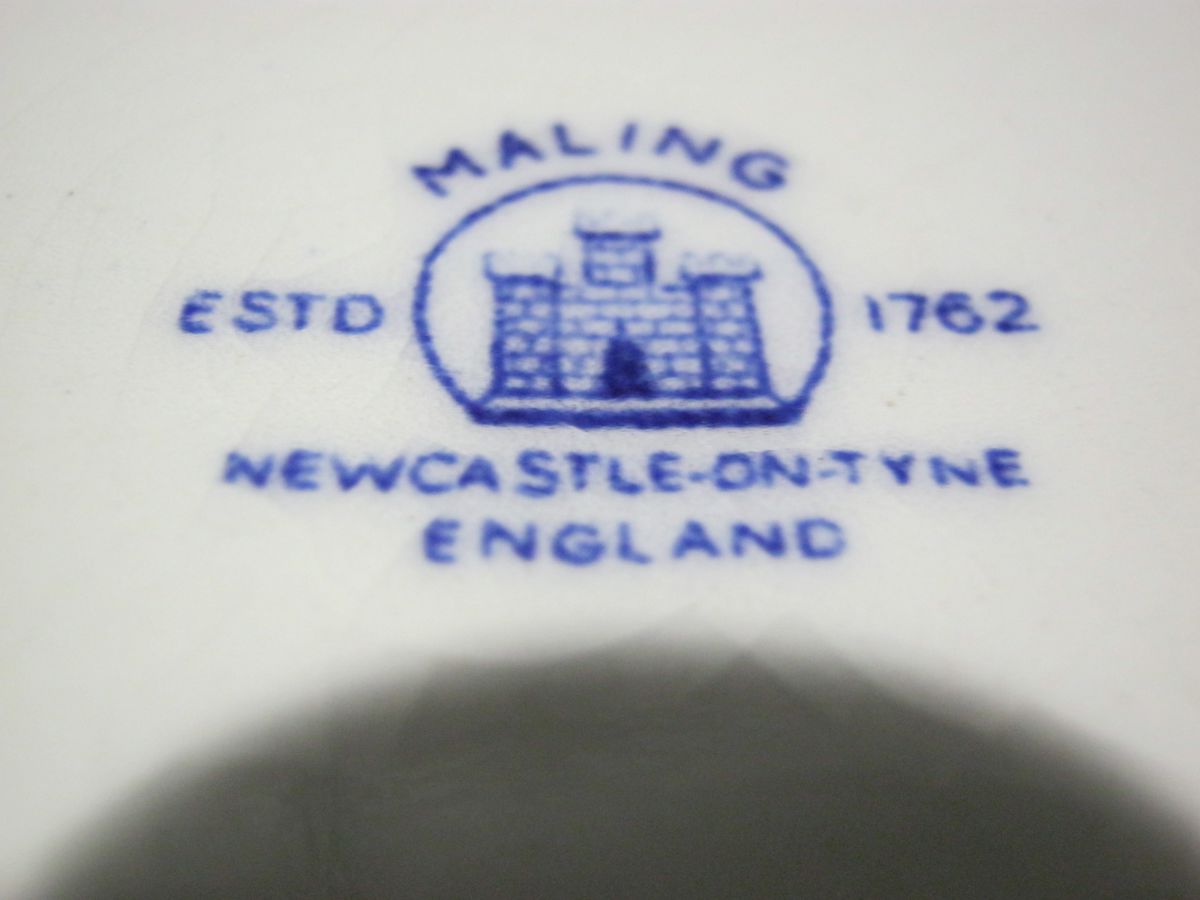 MALING
ESTD 1762
NEWCASTLE-ON-TYNE
ENGLAND